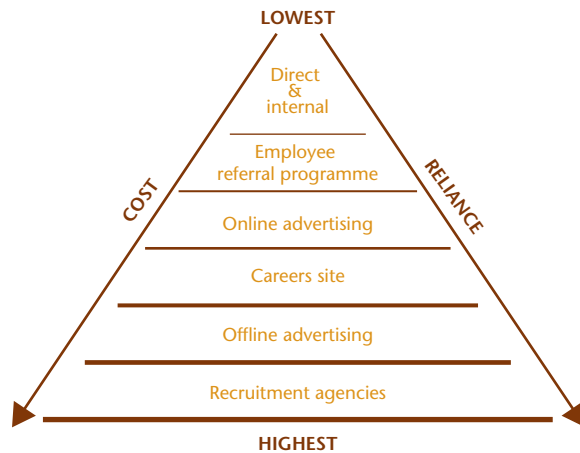 LOWEST
Direct
&
internal
Employee
referral programme
COST
RELIANCE
Online advertising
Careers site
Offline advertising
Recruitment agencies
HIGHEST